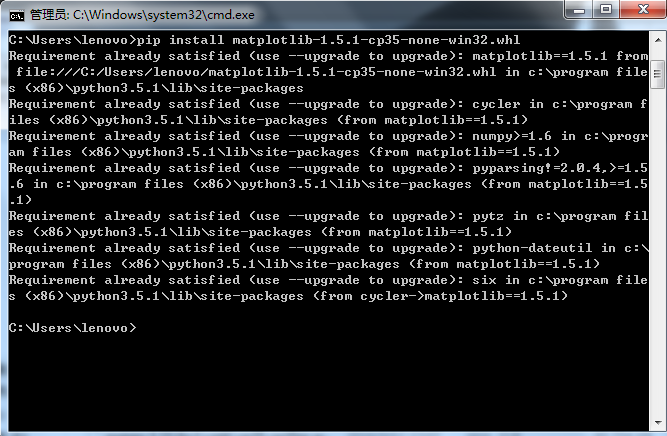 管理员: C:\Windows\system32\cmd.exe
C:\Users\lenovo>pip install matplotlib-1.5.1-cp35-none-win32.whl
Requirement already satisfied (use --upgrade to upgrade): matplotlib==1.5.1 from
 file:///C:/Users/lenovo/matplotlib-1.5.1-cp35-none-win32.whl in c:\program file
s (x86)\python3.5.1\lib\site-packages
Requirement already satisfied (use --upgrade to upgrade): cycler in c:\program f
iles (x86)\python3.5.1\lib\site-packages (from matplotlib==1.5.1)
Requirement already satisfied (use --upgrade to upgrade): numpy>=1.6 in c:\progr
am files (x86)\python3.5.1\lib\site-packages (from matplotlib==1.5.1)
Requirement already satisfied (use --upgrade to upgrade): pyparsing!=2.0.4,>=1.5
.6 in c:\program files (x86)\python3.5.1\lib\site-packages (from matplotlib==1.5
.1)
Requirement already satisfied (use --upgrade to upgrade): pytz in c:\program fil
es (x86)\python3.5.1\lib\site-packages (from matplotlib==1.5.1)
Requirement already satisfied (use --upgrade to upgrade): python-dateutil in c:\
program files (x86)\python3.5.1\lib\site-packages (from matplotlib==1.5.1)
Requirement already satisfied (use --upgrade to upgrade): six in c:\program file
s (x86)\python3.5.1\lib\site-packages (from cycler->matplotlib==1.5.1)
C:\Users\lenovo>